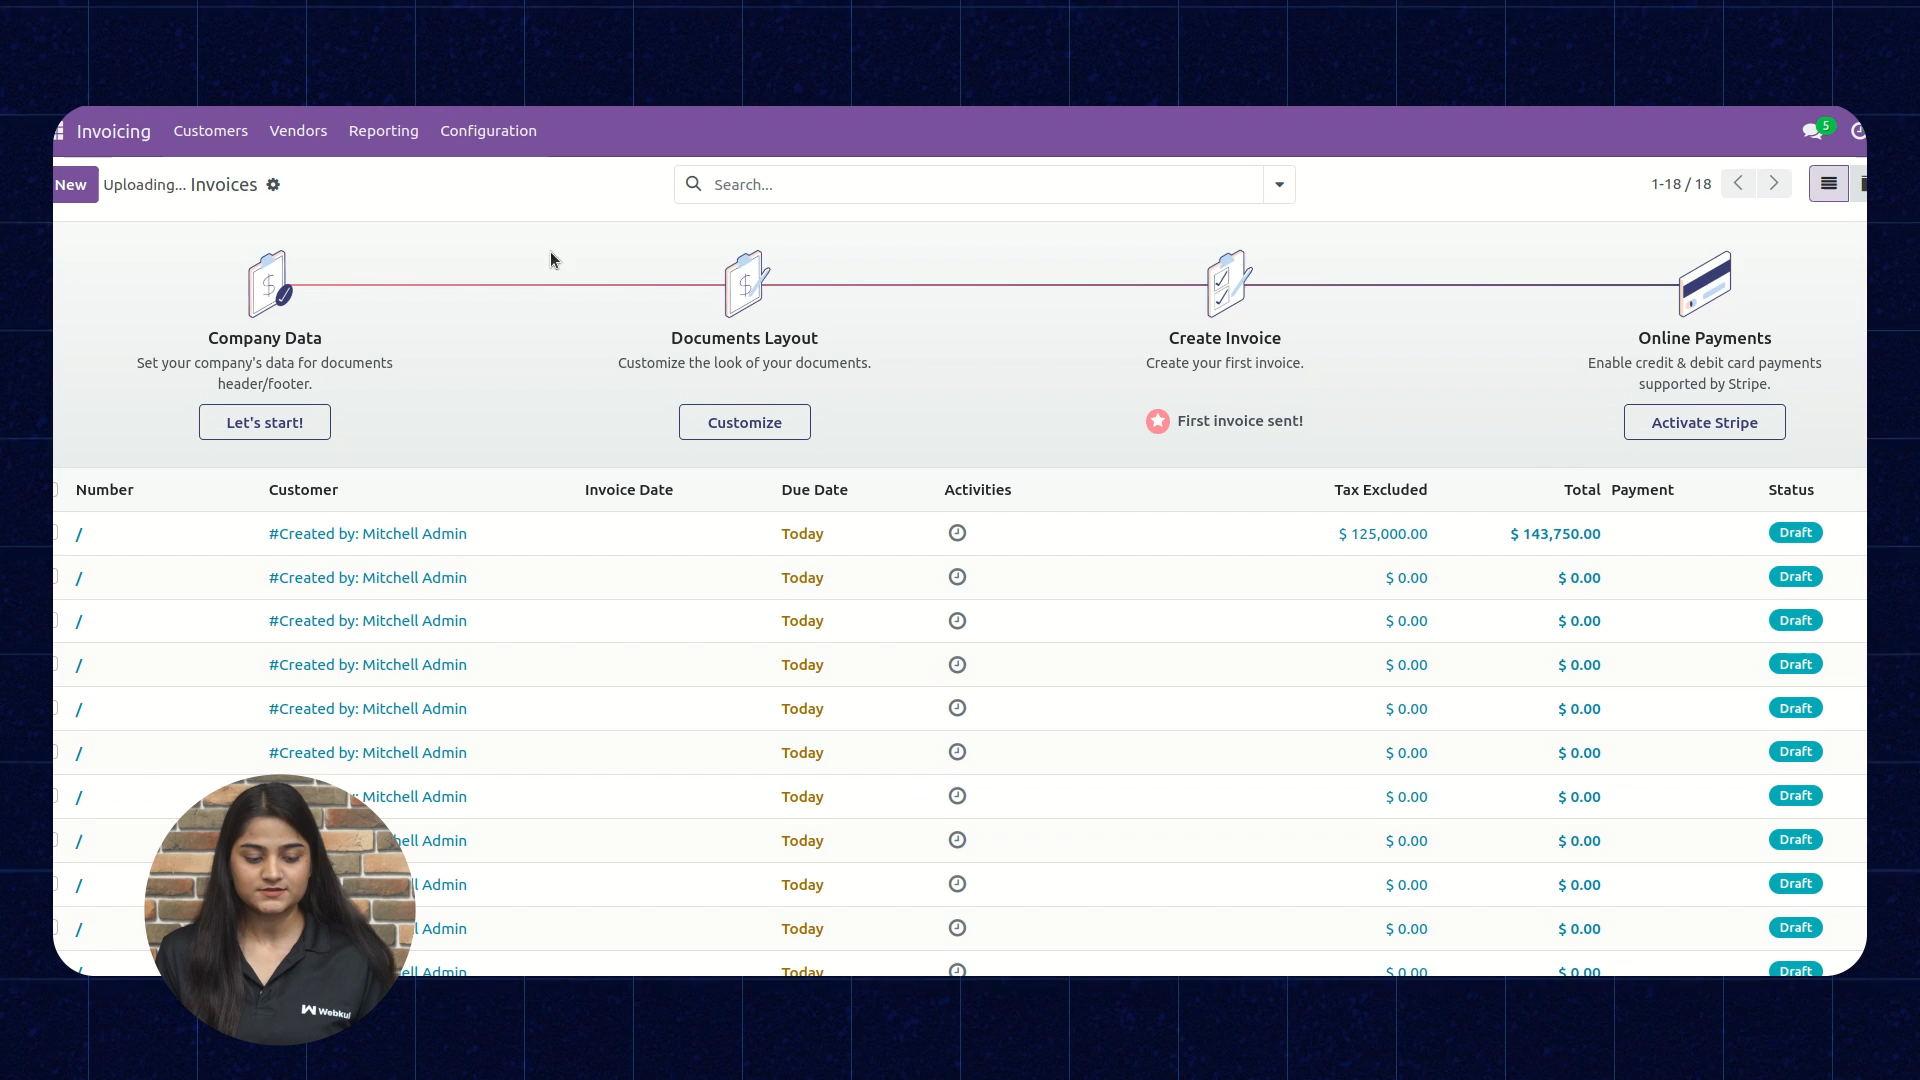 Invoicing Customers Vendors Reporting Configuration 5
New Uploading... Invoices Search... 1-18 / 18
Company Data Documents Layout Create Invoice Online Payments
Set your company's data for documents Customize the look of your documents. Create your first invoice. Enable credit & debit card payments
header/footer. supported by Stripe.
Let's start! Customize First invoice sent! Activate Stripe
Number Customer Invoice Date Due Date Activities Tax Excluded Total Payment Status
/ #Created by: Mitchell Admin Today $ 125,000.00 $ 143,750.00 Draft
/ #Created by: Mitchell Admin Today $ 0.00 $ 0.00 Draft
/ #Created by: Mitchell Admin Today $ 0.00 $ 0.00 Draft
/ #Created by: Mitchell Admin Today $ 0.00 $ 0.00 Draft
/ #Created by: Mitchell Admin Today $ 0.00 $ 0.00 Draft
/ #Created by: Mitchell Admin Today $ 0.00 $ 0.00 Draft
/ Mitchell Admin Today $ 0.00 $ 0.00 Draft
/ Admin Today $ 0.00 $ 0.00 Draft
/ Admin Today $ 0.00 $ 0.00 Draft
/ Admin Today $ 0.00 $ 0.00 Draft
/ Admin Today $ 0.00 $ 0.00 Draft
Webkul